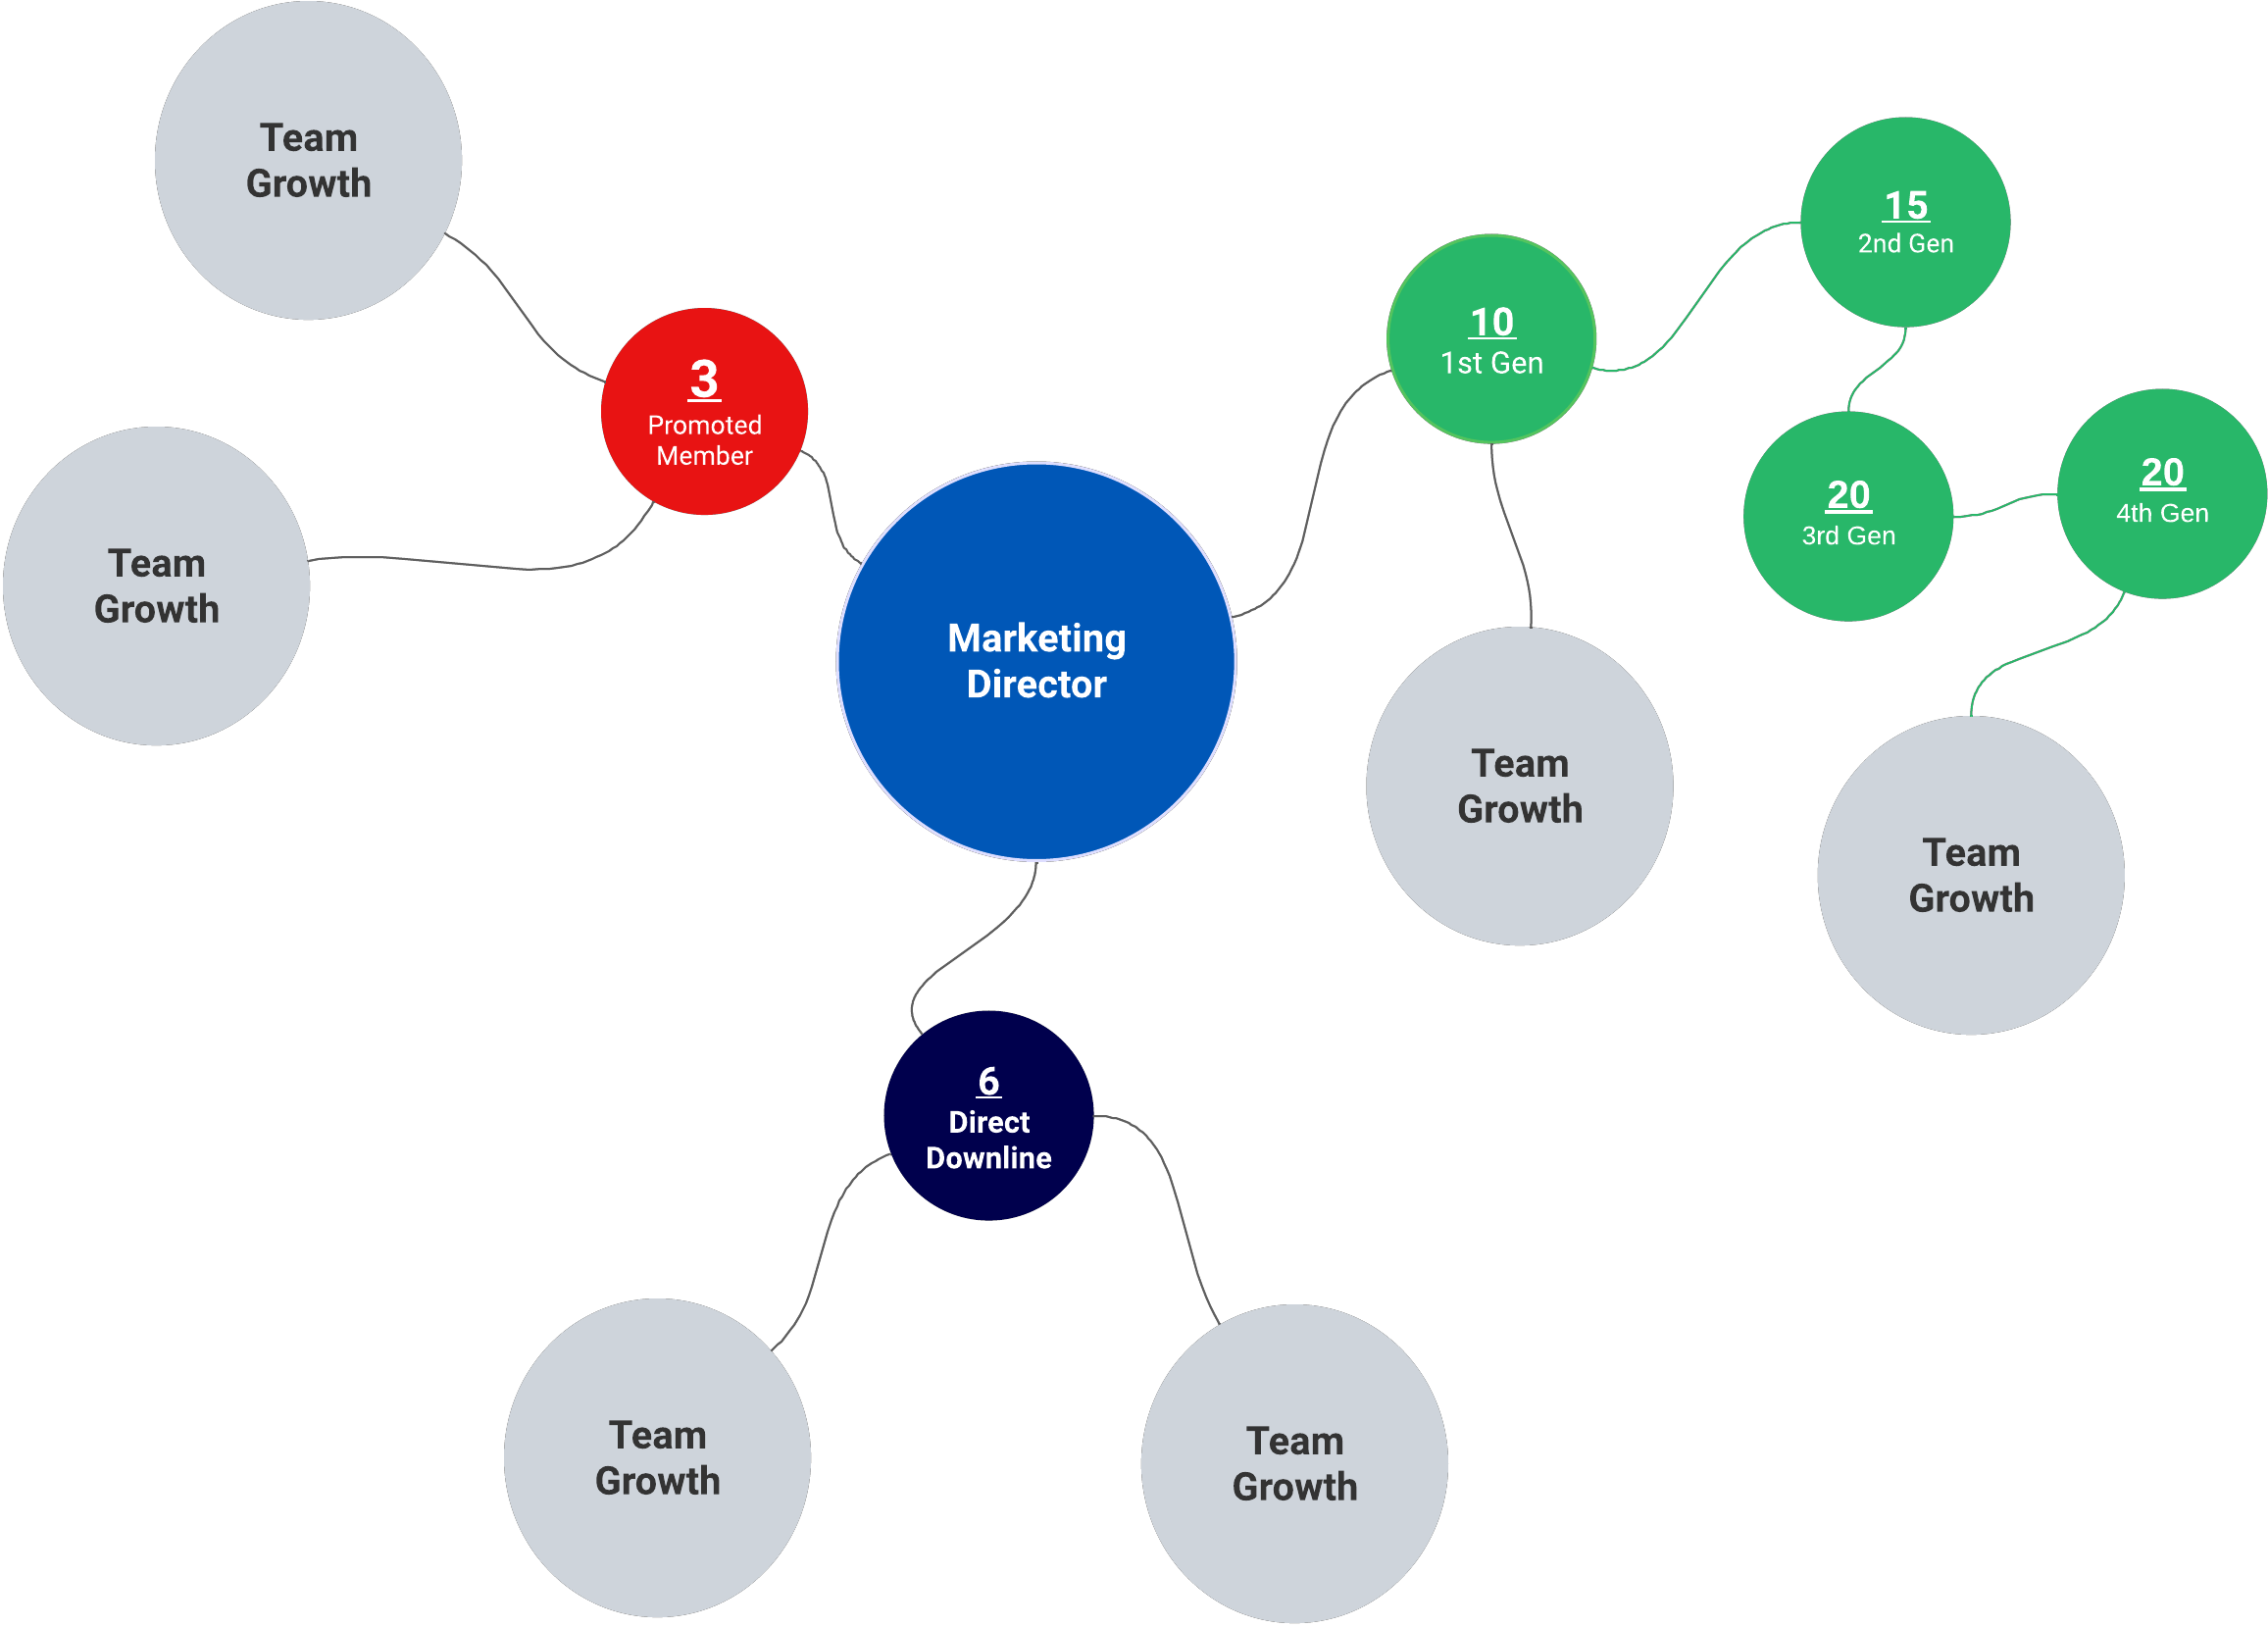 Team
Growth
15
2nd Gen
10
1st Gen
3
Promoted
Member
20
4th Gen
20
3rd Gen
Team
Growth
Marketing
Director
Team
Growth
Team
Growth
6
Direct
Downline
Team
Growth
Team
Growth